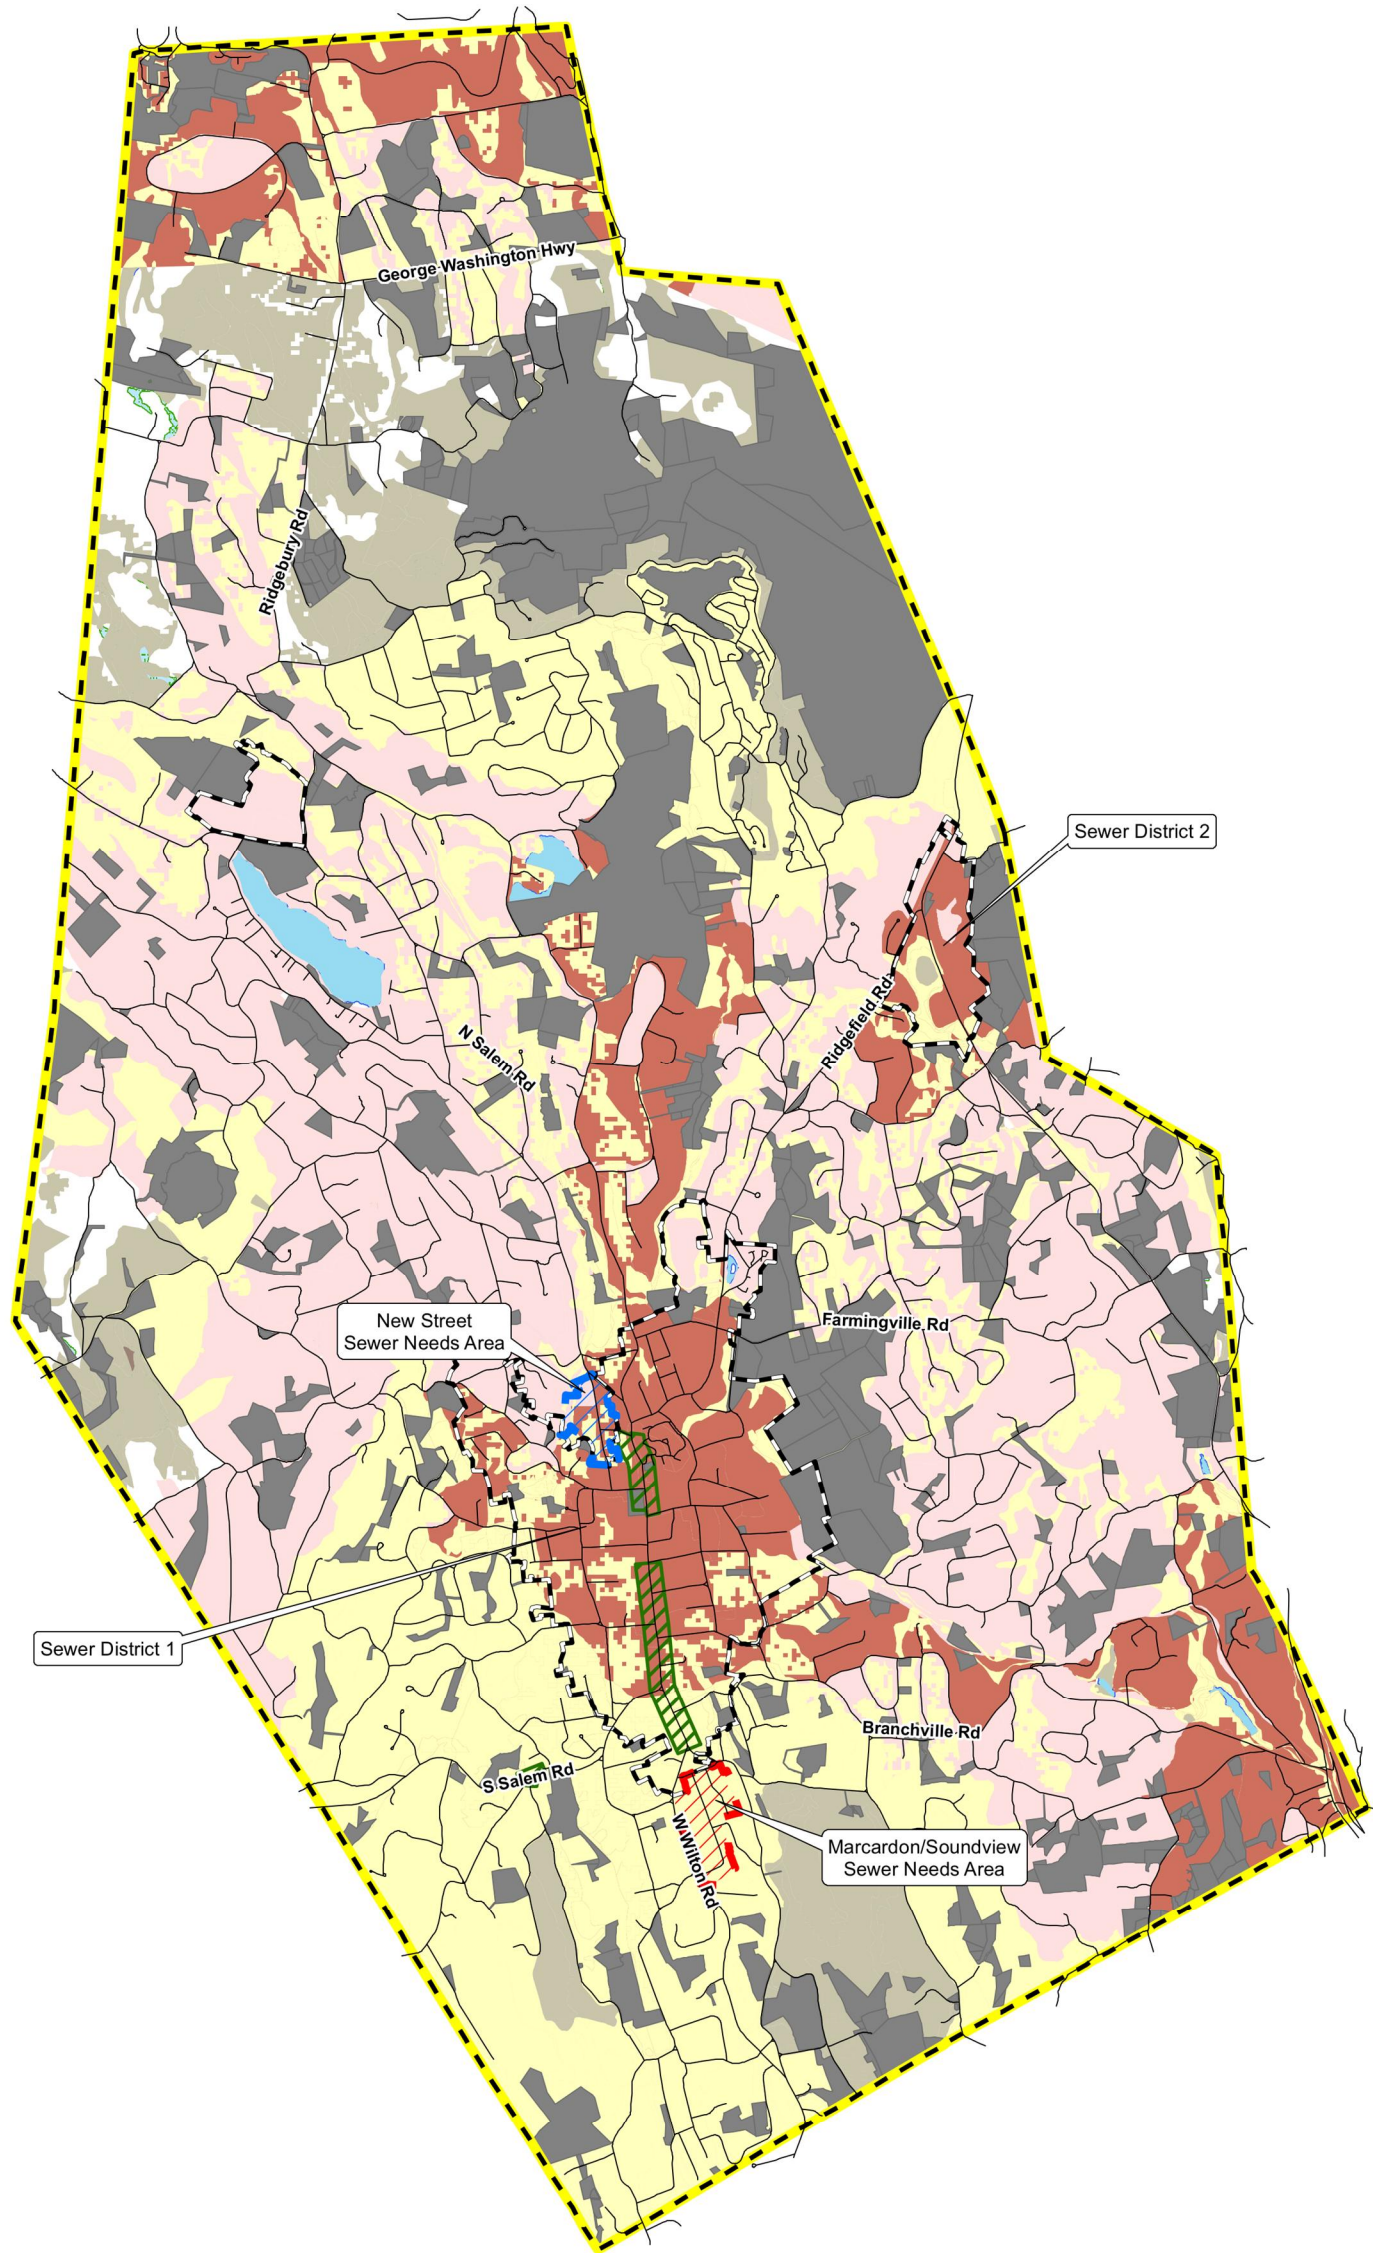 George Washington Hwy
Ridgebury Rd
Sewer District 2
Ridgefield Rd
N Salem Rd
New Street
Sewer Needs Area
Farmingville Rd
Sewer District 1
Branchville Rd
S Salem Rd
W Wilton Rd
Marcardon/Soundview
Sewer Needs Area